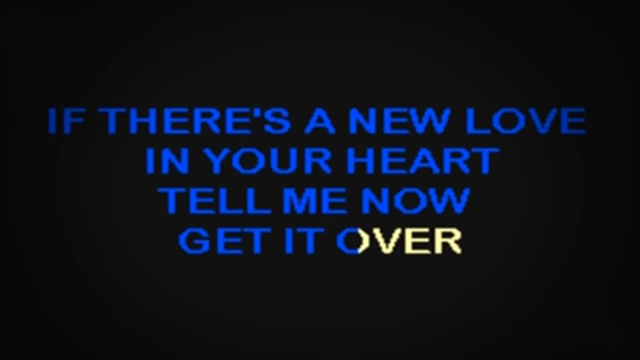 IF THERE'S A NEW LOVE
IN YOUR HEART
TELL ME NOW
GET IT OVER